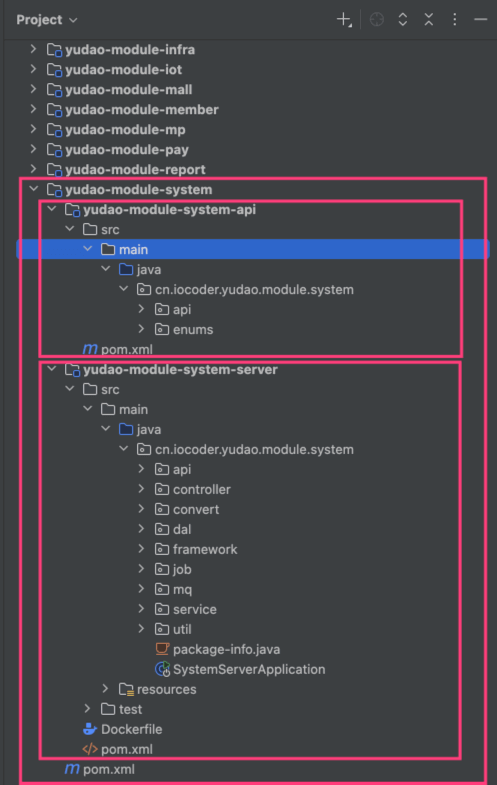 Project
yudao-module-infra
yudao-module-iot
yudao-module-mall
yudao-module-member
yudao-module-mp
yudao-module-pay
yudao-module-report
yudao-module-system
yudao-module-system-api
src
main
java
cn.iocoder.yudao.module.system
api
enums
m pom.xml
yudao-module-system-server
src
main
java
cn.iocoder.yudao.module.system
api
controller
convert
dal
framework
job
mq
service
util
package-info.java
SystemServerApplication
resources
test
Dockerfile
</> pom.xml
m pom.xml